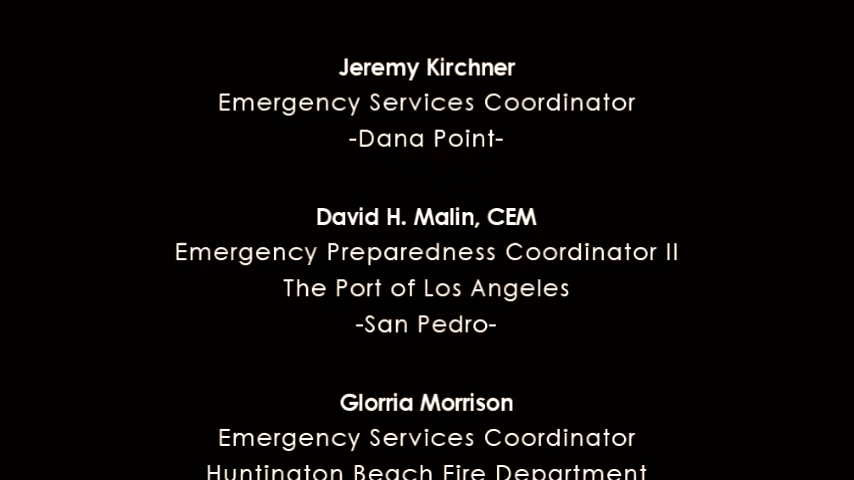 Jeremy Kirchner
Emergency Services Coordinator
-Dana Point-
David H. Malin, CEM
Emergency Preparedness Coordinator II
The Port of Los Angeles
-San Pedro-
Glorria Morrison
Emergency Services Coordinator
Huntington Beach Fire Department